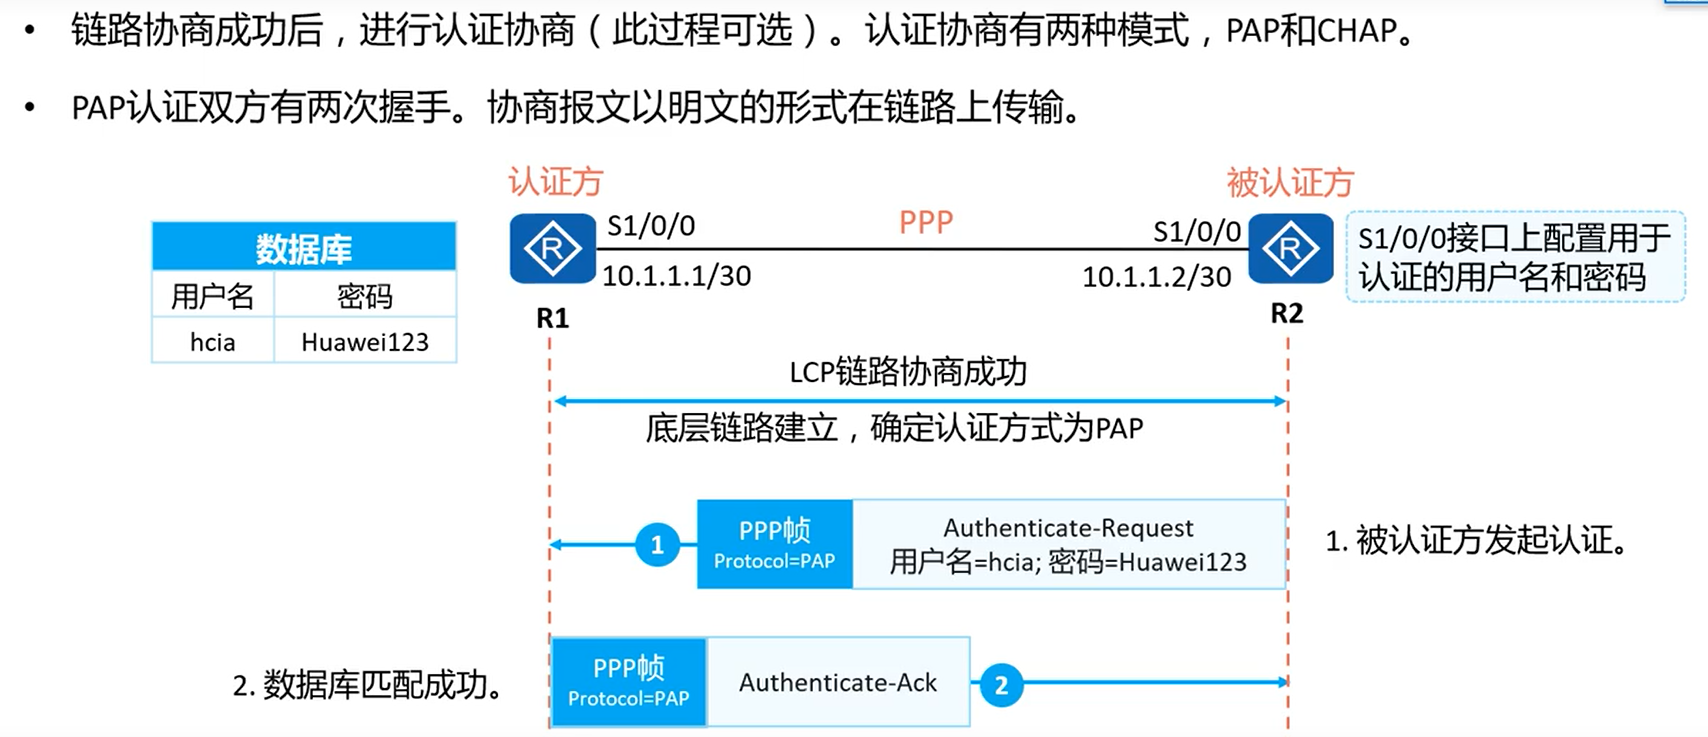 • 链路协商成功后，进行认证协商（此过程可选）。认证协商有两种模式，PAP和CHAP。
• PAP认证双方有两次握手。协商报文以明文的形式在链路上传输。
认证方
被认证方
数据库
用户名 密码
hcia Huawei123
R
S1/0/0
PPP
S1/0/0
R
10.1.1.1/30
10.1.1.2/30
S1/0/0接口上配置用于
认证的用户名和密码
R1
R2
LCP链路协商成功
底层链路建立，确定认证方式为PAP
1
PPP帧
Protocol=PAP
Authenticate-Request
用户名=hcia; 密码=Huawei123
1. 被认证方发起认证。
2. 数据库匹配成功。
PPP帧
Protocol=PAP
Authenticate-Ack
2